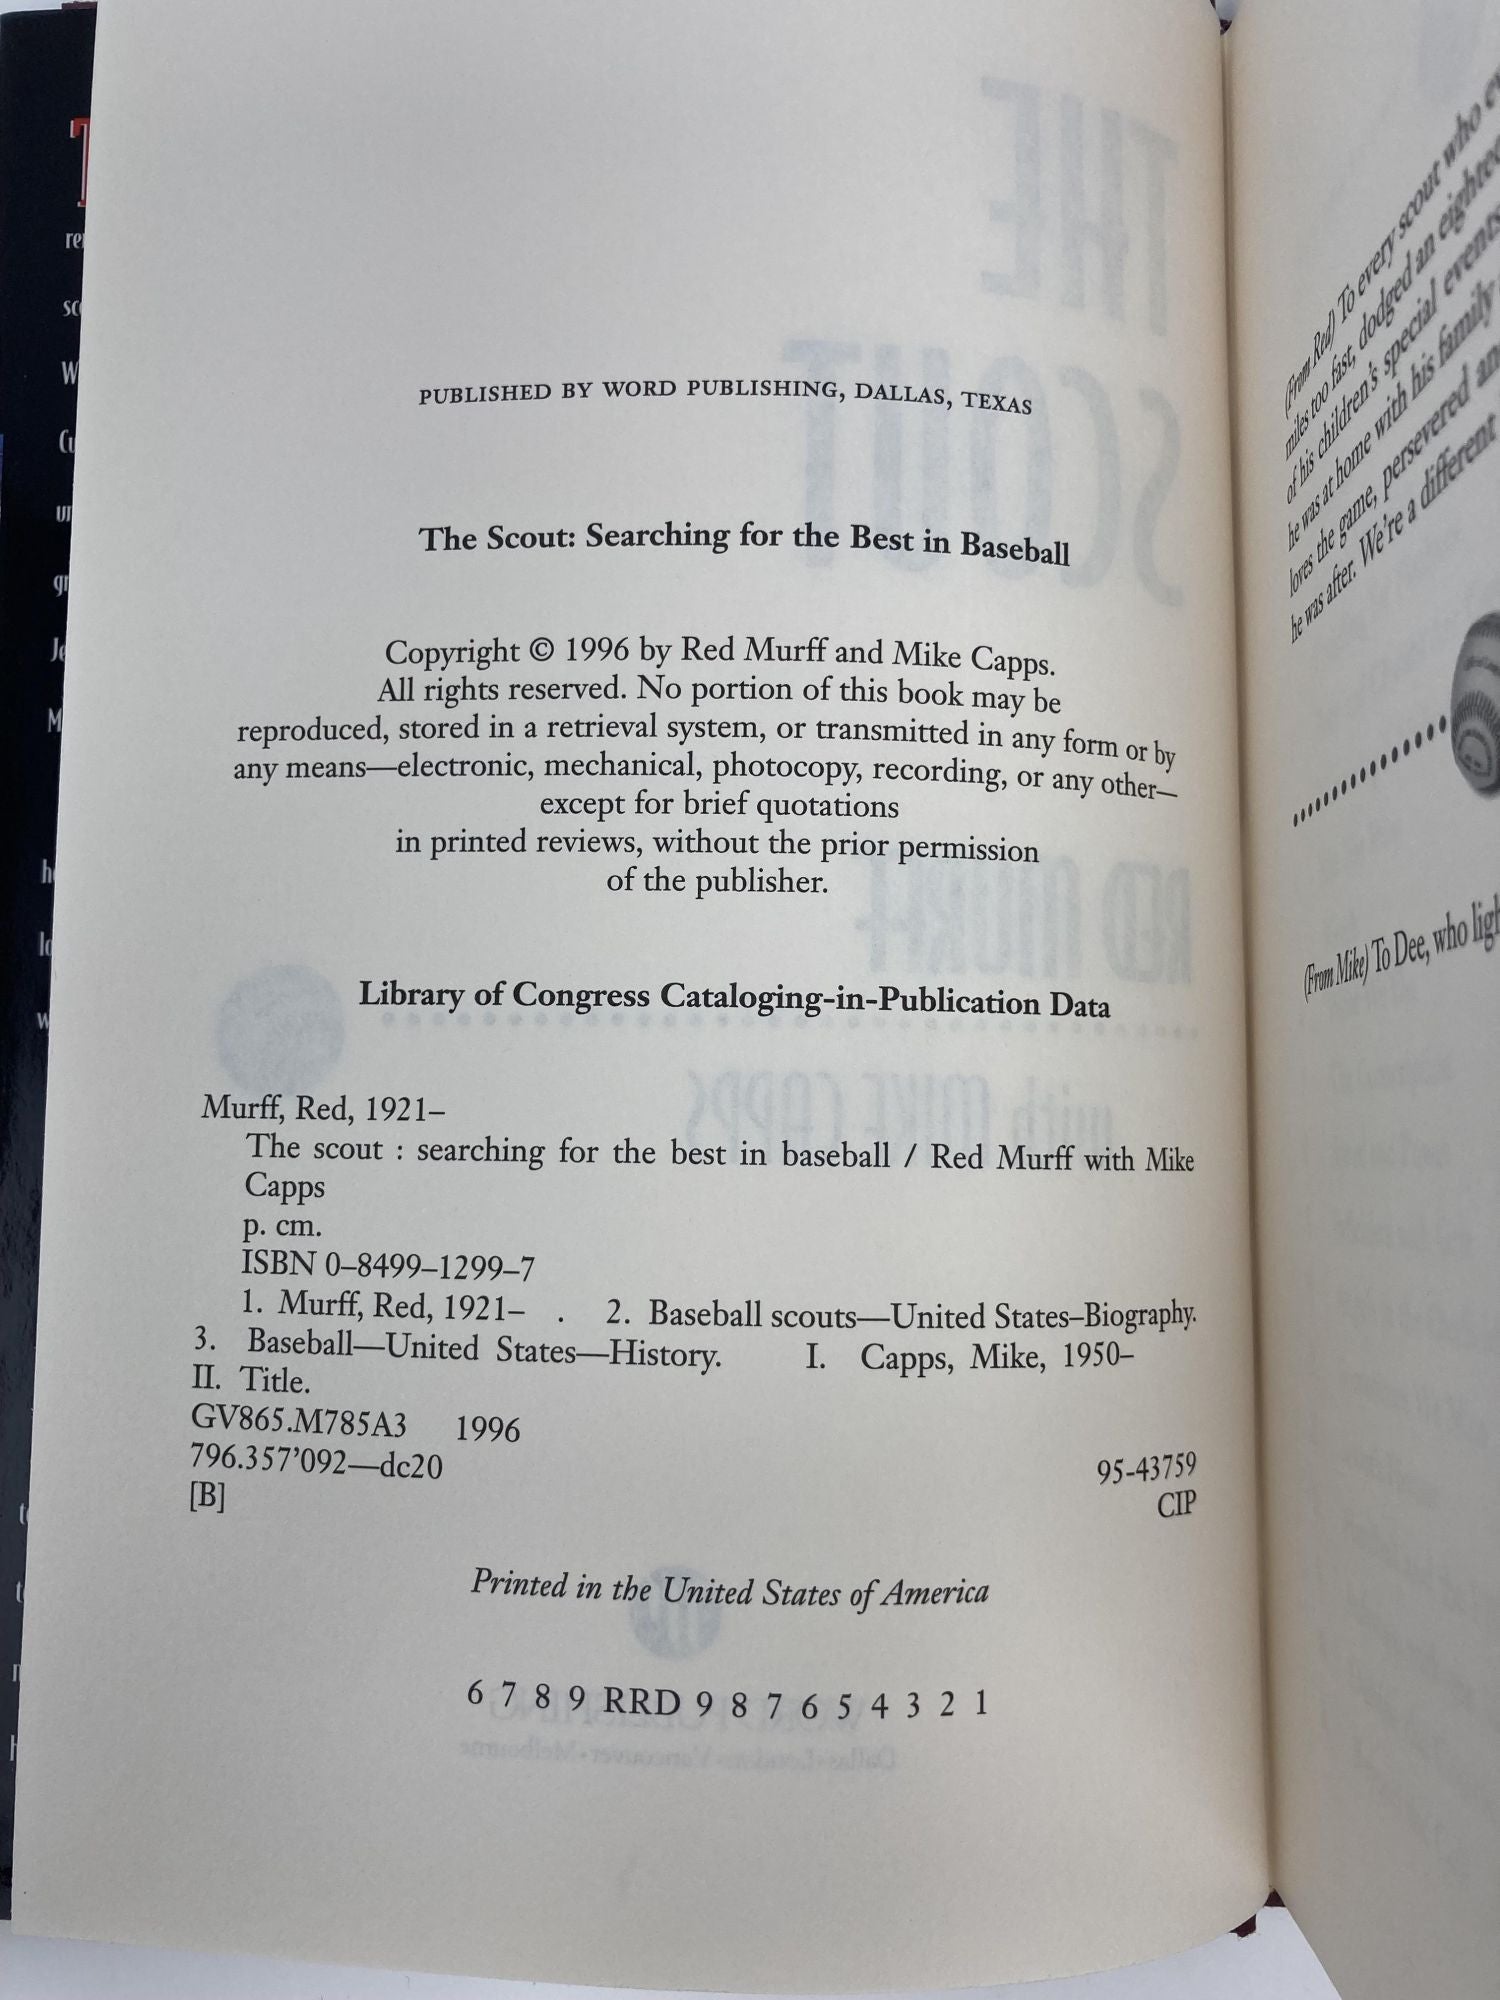 PUBLISHED BY WORD PUBLISHING, DALLAS, TEXAS
The Scout: Searching for the Best in Baseball
Copyright © 1996 by Red Murff and Mike Capps.
All rights reserved. No portion of this book may be
reproduced, stored in a retrieval system, or transmitted in any form or by
any means—electronic, mechanical, photocopy, recording, or any other—
except for brief quotations
in printed reviews, without the prior permission
of the publisher.
Library of Congress Cataloging-in-Publication Data
Murff, Red, 1921–
The scout : searching for the best in baseball / Red Murff with Mike
Capps
p. cm.
ISBN 0–8499–1299–7
1. Murff, Red, 1921– . 2. Baseball scouts—United States–Biography.
3. Baseball—United States—History. I. Capps, Mike, 1950–
II. Title.
GV865.M785A3 1996
796.357’092—dc20 95-43759
[B] CIP
Printed in the United States of America
6 7 8 9 RRD 9 8 7 6 5 4 3 2 1
(From Red) To every scout who
miles too fast, dodged an
of his children's special events
he was at home with his family
loves the game, persevered
he was after. We're a different
(From Mike) To Dee, who